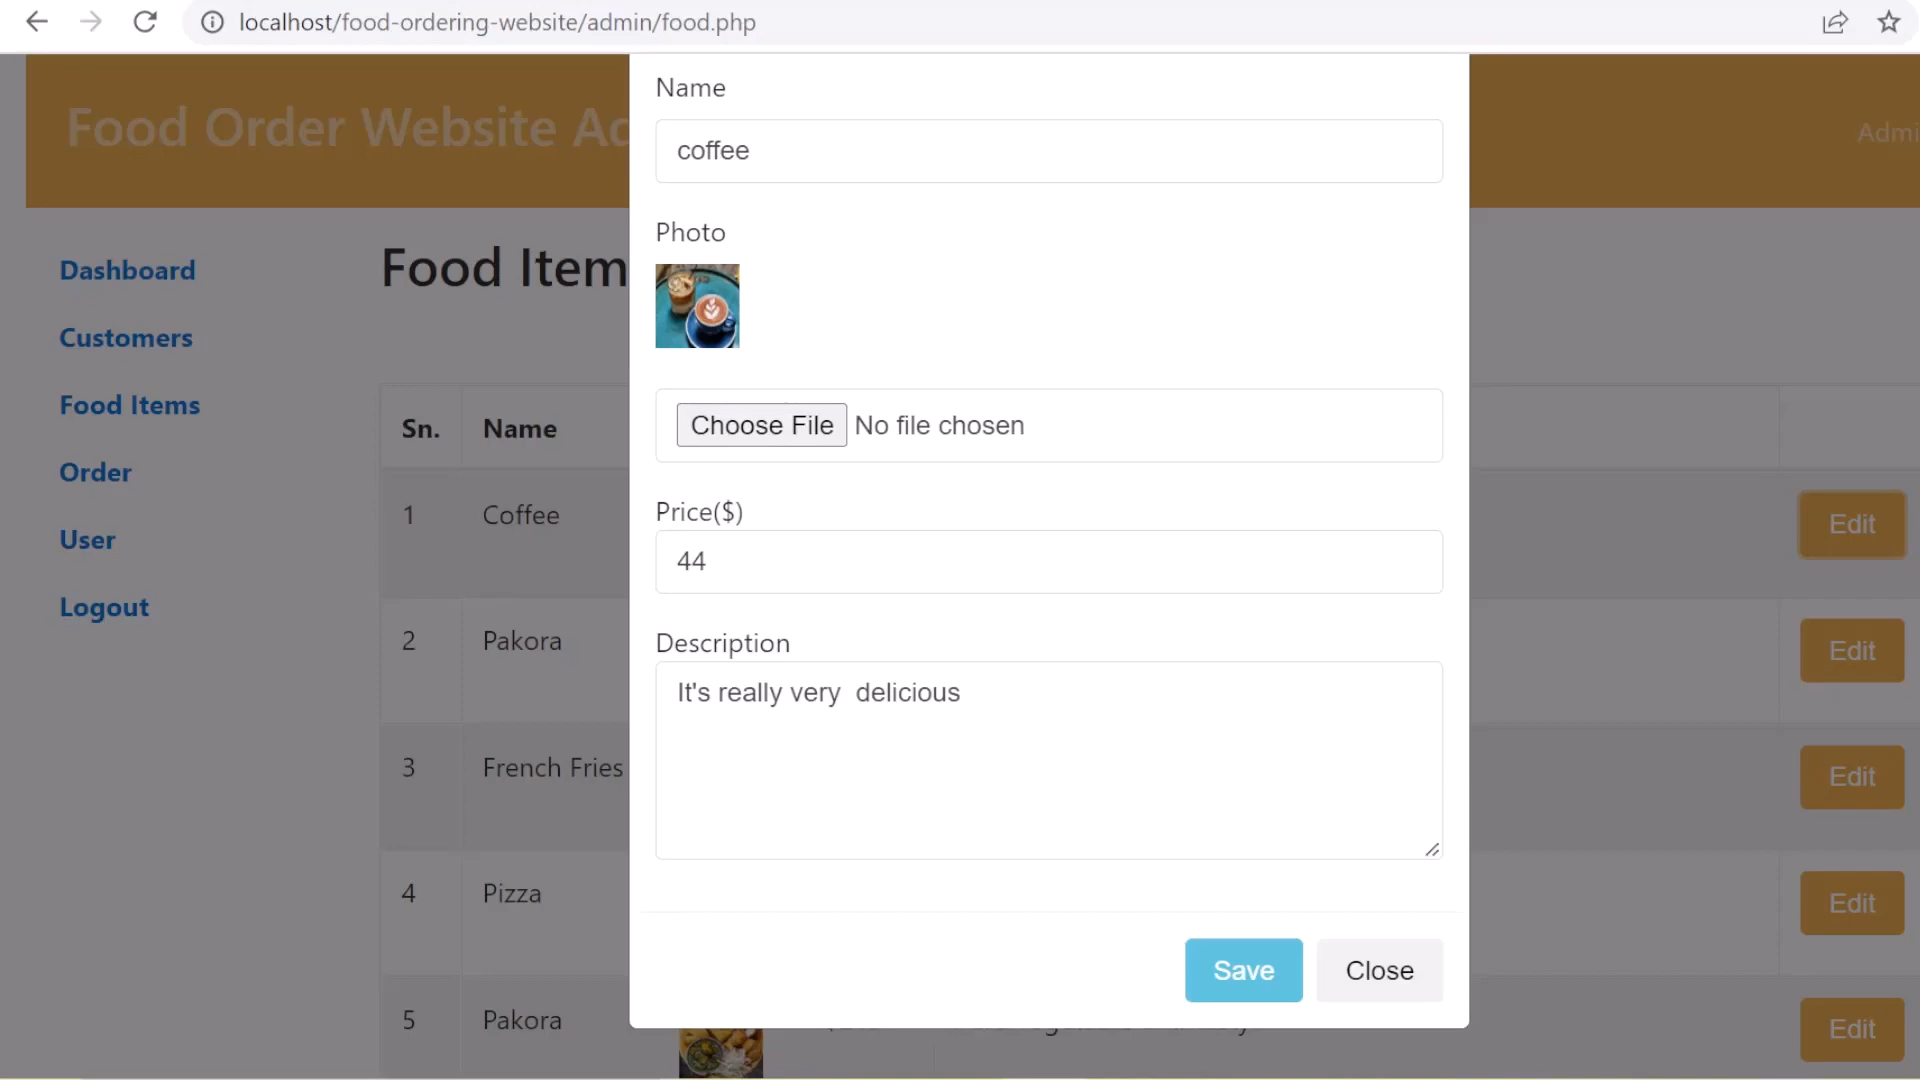 localhost/food-ordering-website/admin/food.php
Food Order Website
Dashboard
Customers
Food Items
Order
User
Logout
Food Item
Sn. Name
1 Coffee Edit
2 Pakora Edit
3 French Fries Edit
4 Pizza Edit
5 Pakora Edit
Name
coffee
Photo
Choose File No file chosen
Price($)
44
Description
It's really very  delicious
Save Close